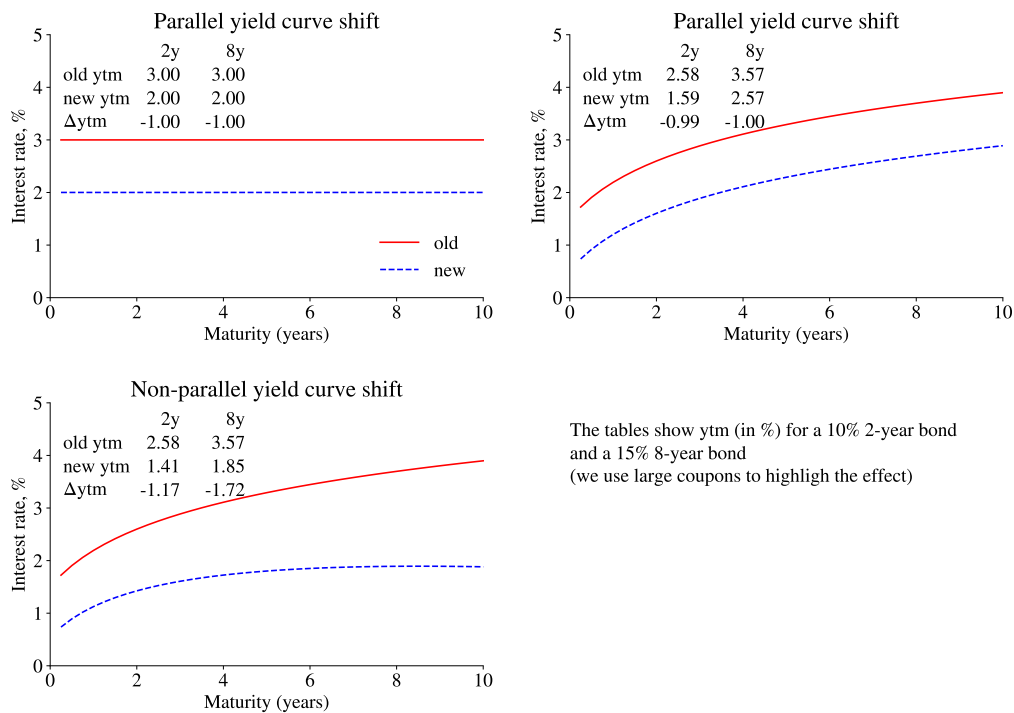 Parallel yield curve shift
5
4
3
2
1
0
Interest rate, %
2y 8y
old ytm 3.00 3.00
new ytm 2.00 2.00
Δytm -1.00 -1.00
old
new
0 2 4 6 8 10
Maturity (years)
Parallel yield curve shift
5
4
3
2
1
0
Interest rate, %
2y 8y
old ytm 2.58 3.57
new ytm 1.59 2.57
Δytm -0.99 -1.00
0 2 4 6 8 10
Maturity (years)
Non-parallel yield curve shift
5
4
3
2
1
0
Interest rate, %
2y 8y
old ytm 2.58 3.57
new ytm 1.41 1.85
Δytm -1.17 -1.72
0 2 4 6 8 10
Maturity (years)
The tables show ytm (in %) for a 10% 2-year bond
and a 15% 8-year bond
(we use large coupons to highligh the effect)